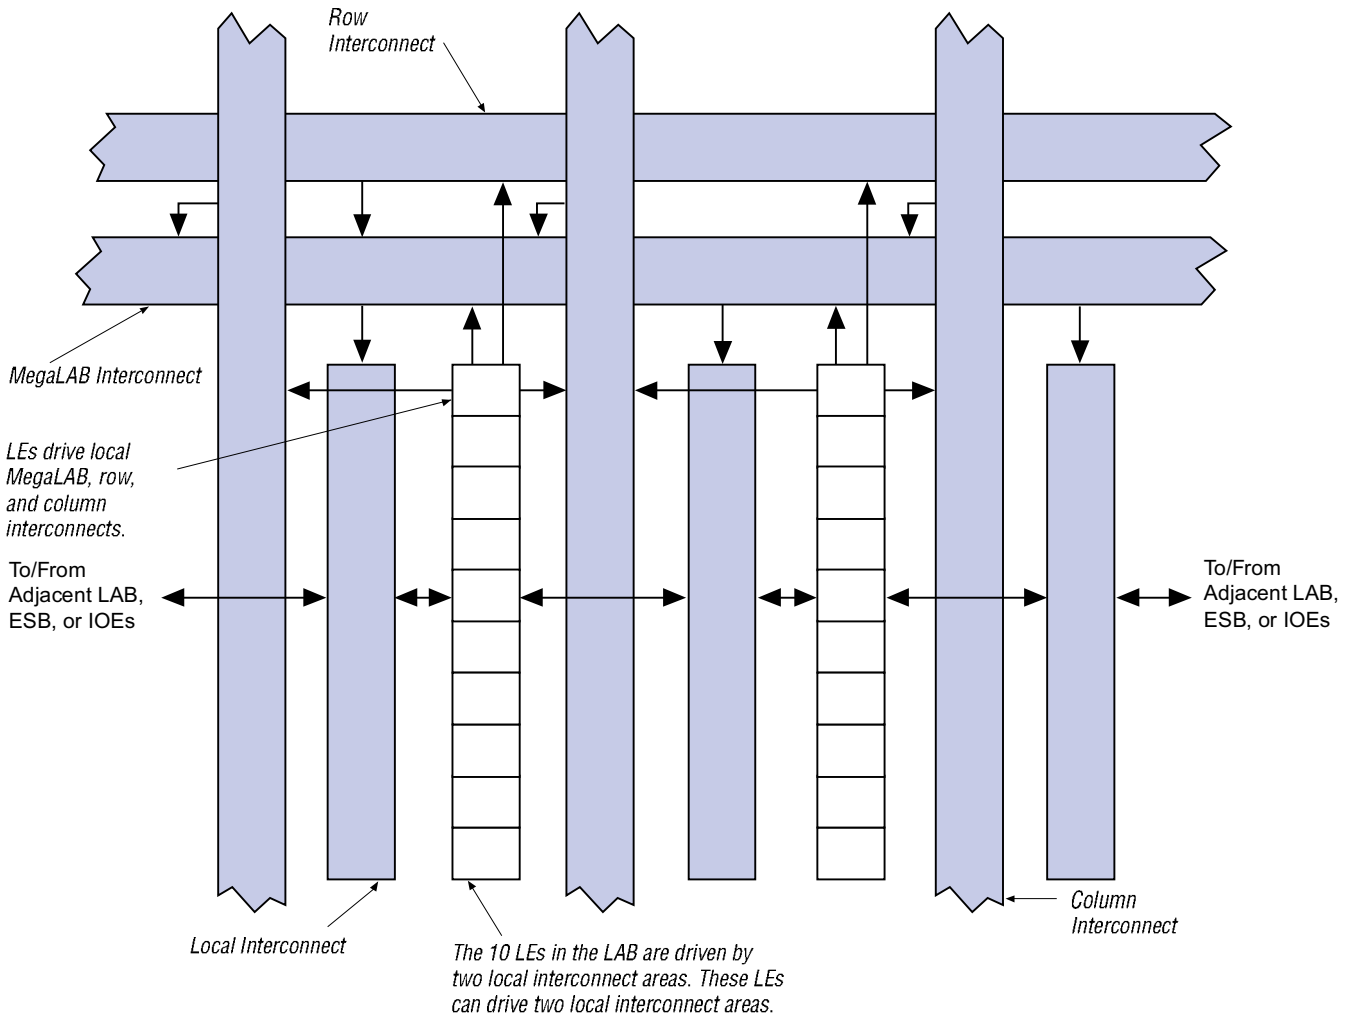 Row
Interconnect
MegaLAB Interconnect
LEs drive local
MegaLAB, row,
and column
interconnects.
To/From
Adjacent LAB,
ESB, or IOEs
To/From
Adjacent LAB,
ESB, or IOEs
Local Interconnect
The 10 LEs in the LAB are driven by
two local interconnect areas. These LEs
can drive two local interconnect areas.
Column
Interconnect